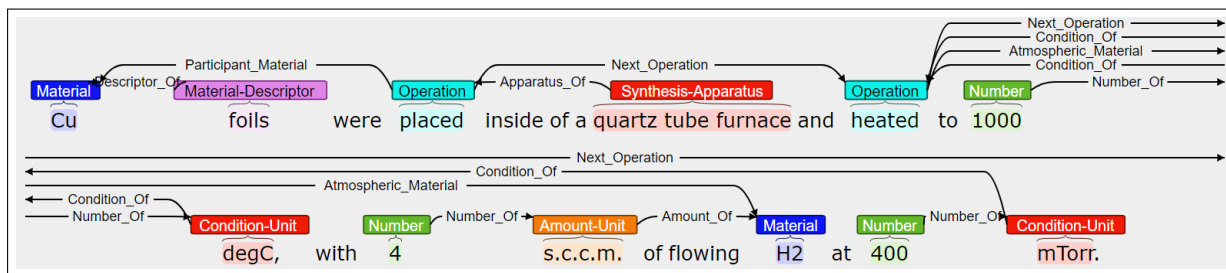 Next_Operation
Condition_Of
Participant_Material Next_Operation Atmospheric_Material
Condition_Of
Descriptor_Of Apparatus_Of Number_Of
Material Material-Descriptor Operation Synthesis-Apparatus Operation Number
Cu foils were placed inside of a quartz tube furnace and heated to 1000
Next_Operation
Condition_Of
Atmospheric_Material
Condition_Of
Number_Of Number_Of Amount_Of Number_Of
Condition-Unit Number Amount-Unit Material Number Condition-Unit
degC, with 4 s.c.c.m. of flowing H2 at 400 mTorr.